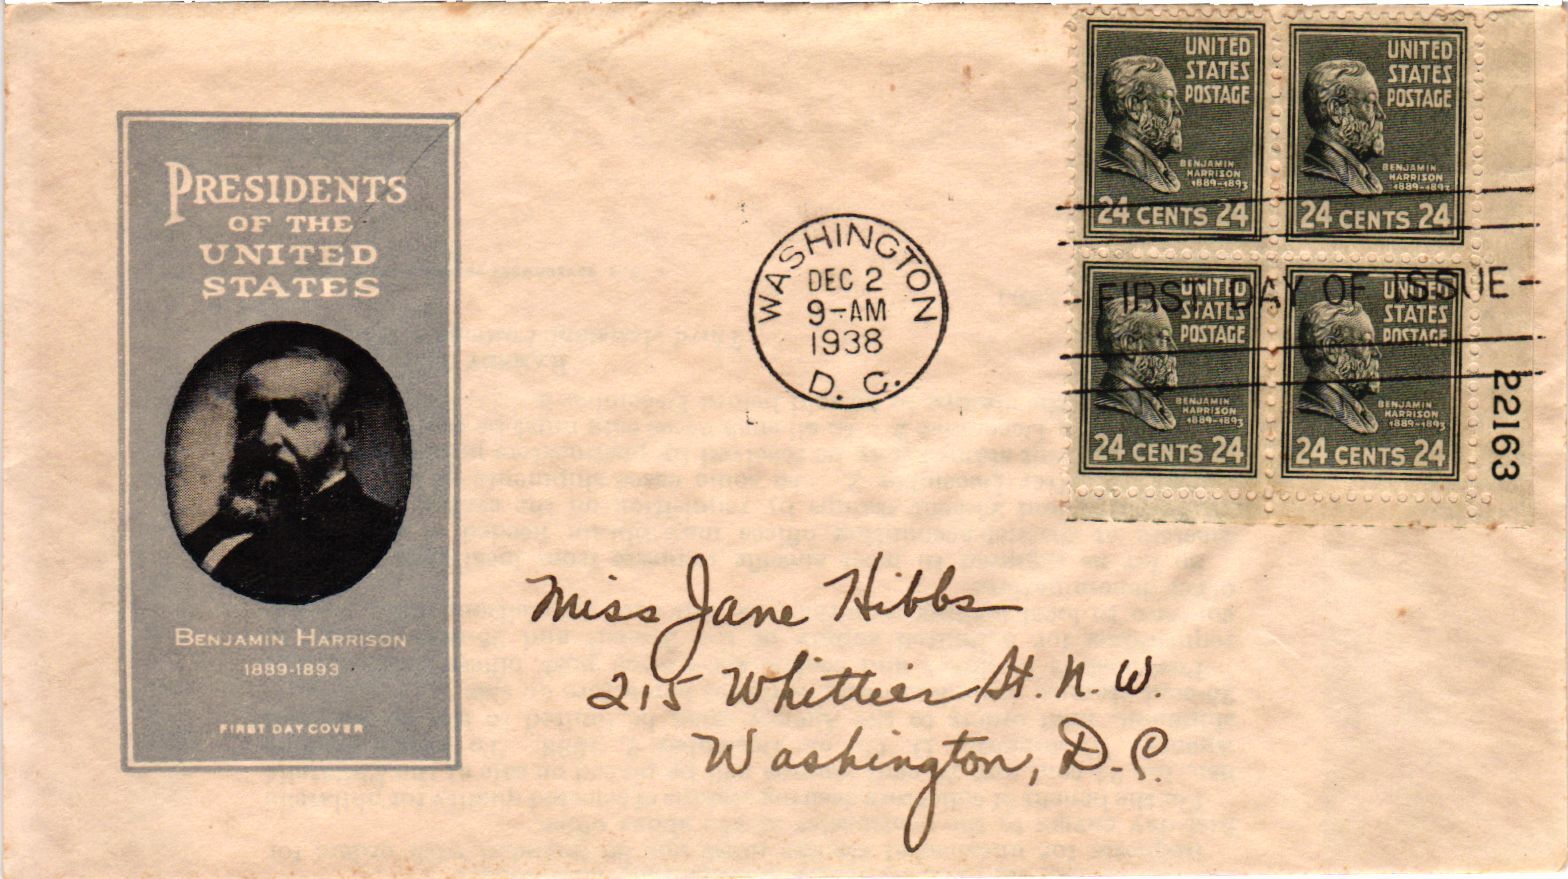 PRESIDENTS
OF THE
UNITED
STATES
BENJAMIN HARRISON
1889-1893
FIRST DAY COVER
WASHINGTON
DEC 2
9-AM
1938
D. C.
UNITED
STATES
POSTAGE
BENJAMIN
HARRISON
1889-1893
24 CENTS 24
UNITED
STATES
POSTAGE
BENJAMIN
HARRISON
1889-1893
24 CENTS 24
- FIRST DAY OF ISSUE -
UNITED
STATES
POSTAGE
BENJAMIN
HARRISON
1889-1893
24 CENTS 24
UNITED
STATES
POSTAGE
BENJAMIN
HARRISON
1889-1893
24 CENTS 24
22163
Miss Jane Hibbs
215 Whittier St. N.W.
Washington, D.C.